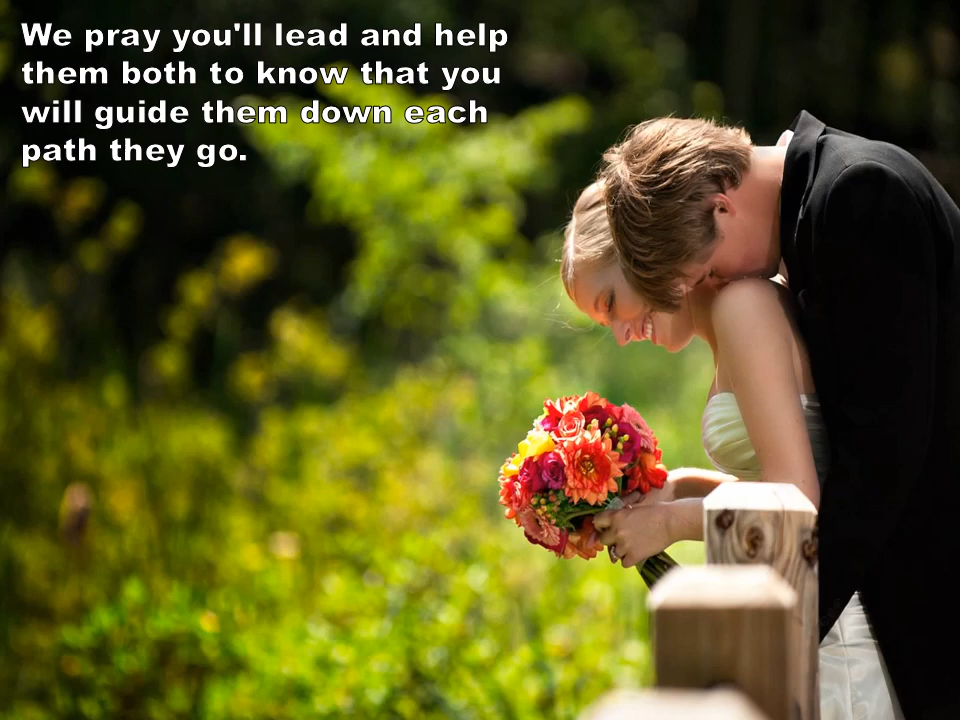 We pray you'll lead and help
them both to know that you
will guide them down each
path they go.